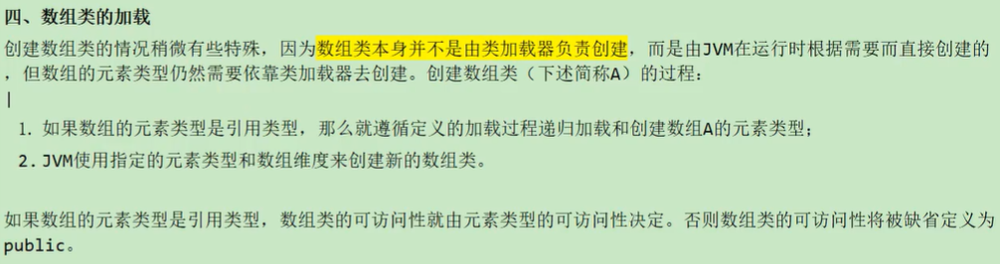 四、数组类的加载
创建数组类的情况稍微有些特殊，因为数组类本身并不是由类加载器负责创建，而是由JVM在运行时根据需要而直接创建的
，但数组的元素类型仍然需要依靠类加载器去创建。创建数组类（下述简称A）的过程：
1. 如果数组的元素类型是引用类型，那么就遵循定义的加载过程递归加载和创建数组A的元素类型；
2. JVM使用指定的元素类型和数组维度来创建新的数组类。
如果数组的元素类型是引用类型，数组类的可访问性就由元素类型的可访问性决定。否则数组类的可访问性将被缺省定义为
public。